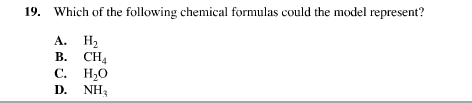 19. Which of the following chemical formulas could the model represent?
A. H₂
B. CH₄
C. H₂O
D. NH₃